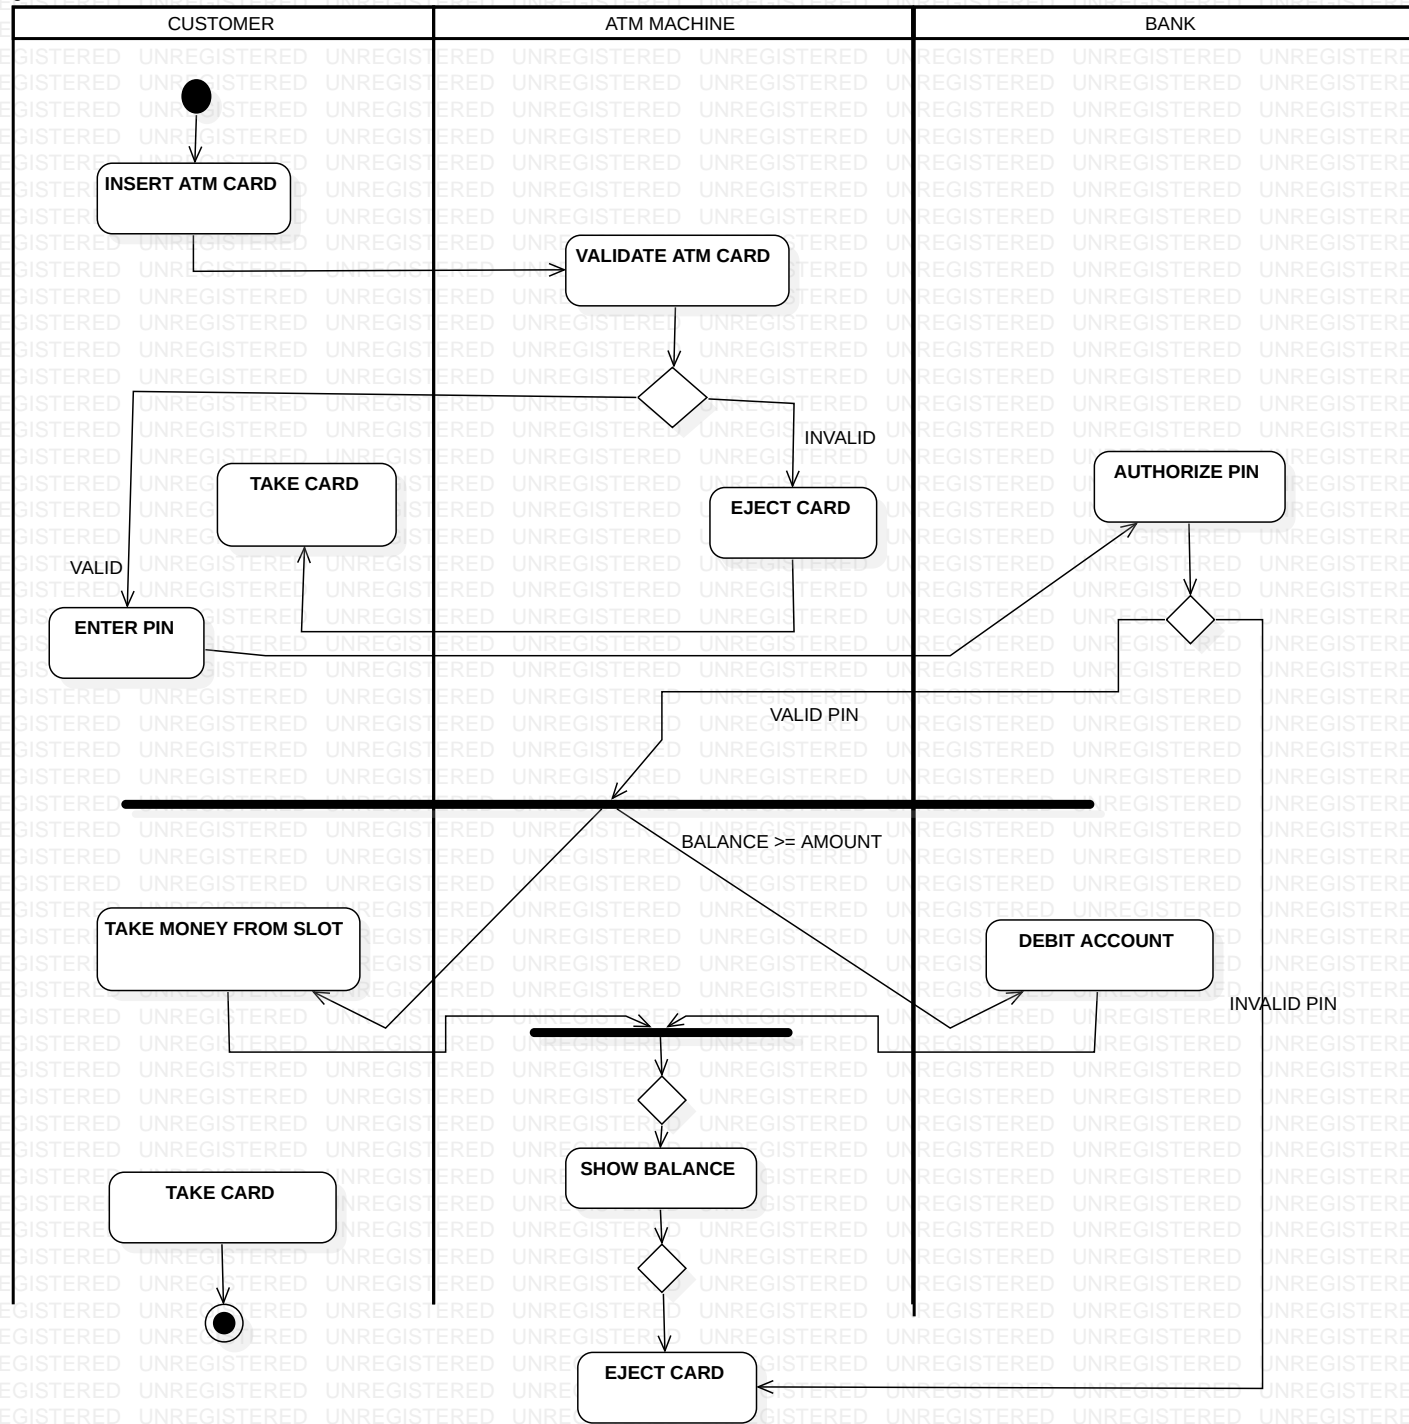 CUSTOMER
ATM MACHINE
BANK
INSERT ATM CARD
VALIDATE ATM CARD
INVALID
TAKE CARD
EJECT CARD
AUTHORIZE PIN
VALID
ENTER PIN
VALID PIN
BALANCE >= AMOUNT
TAKE MONEY FROM SLOT
DEBIT ACCOUNT
INVALID PIN
SHOW BALANCE
TAKE CARD
EJECT CARD
UNREGISTERED